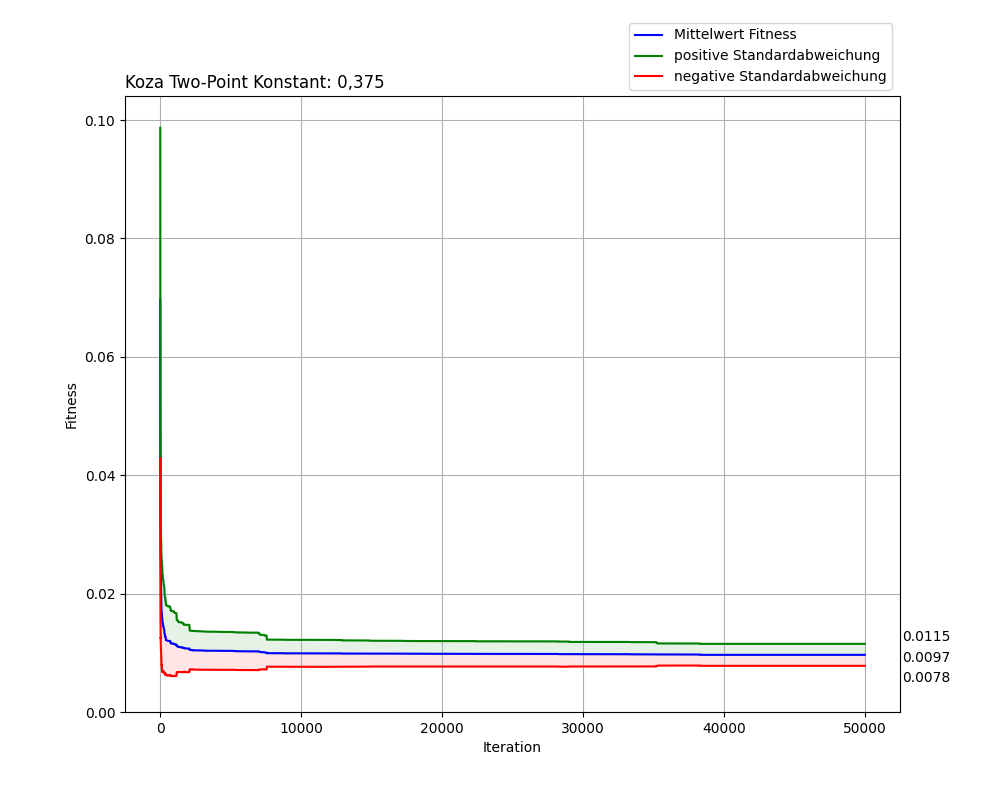 Mittelwert Fitness
positive Standardabweichung
negative Standardabweichung
Koza Two-Point Konstant: 0,375
0.10
0.08
0.06
0.04
0.02
0.00
Fitness
0.0115
0.0097
0.0078
0 10000 20000 30000 40000 50000
Iteration